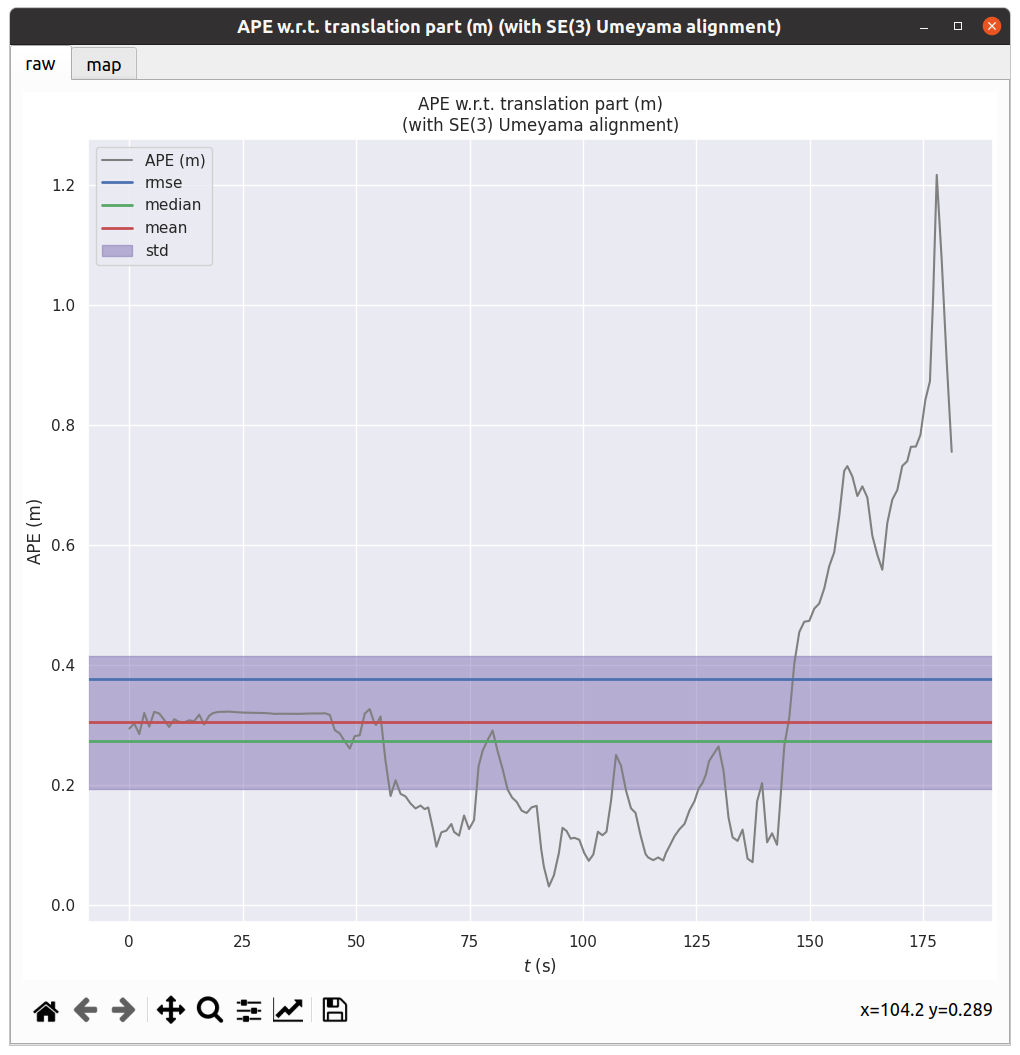 APE w.r.t. translation part (m) (with SE(3) Umeyama alignment)
raw map
APE w.r.t. translation part (m)
(with SE(3) Umeyama alignment)
APE (m)
rmse
median
mean
std
1.2
1.0
0.8
0.6
0.4
0.2
0.0
APE (m)
0 25 50 75 100 125 150 175
t (s)
x=104.2 y=0.289